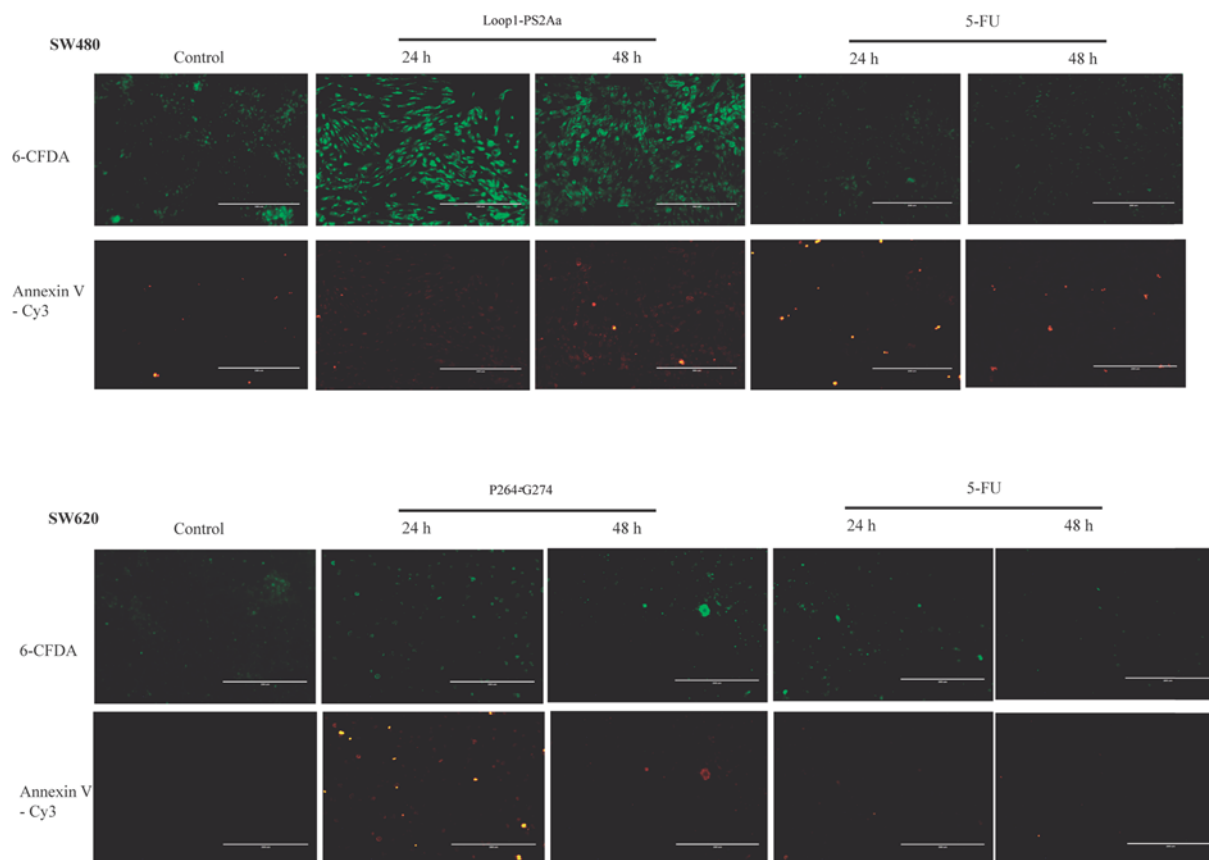 Loop1-PS2Aa
5-FU
SW480
Control
24 h
48 h
24 h
48 h
6-CFDA
Annexin V
- Cy3
P264-G274
5-FU
SW620
Control
24 h
48 h
24 h
48 h
6-CFDA
Annexin V
- Cy3